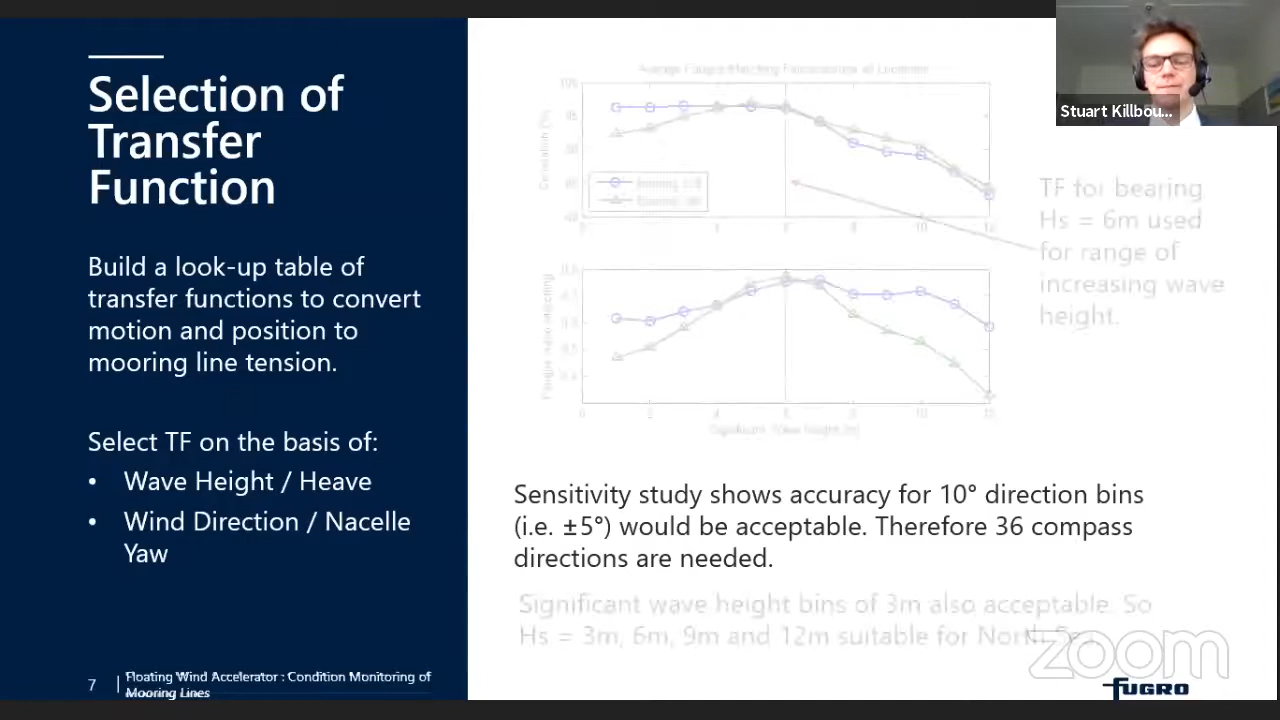 Stuart Killbou...
Selection of
Transfer
Function
Build a look-up table of
transfer functions to convert
motion and position to
mooring line tension.
Select TF on the basis of:
• Wave Height / Heave
• Wind Direction / Nacelle
Yaw
TF for bearing
Hs = 6m used
for range of
increasing wave
height.
Sensitivity study shows accuracy for 10° direction bins
(i.e. ±5°) would be acceptable. Therefore 36 compass
directions are needed.
Significant wave height bins of 3m also acceptable. So
Hs = 3m, 6m, 9m and 12m suitable for North Sea.
zoom
7
Floating Wind Accelerator : Condition Monitoring of
Mooring Lines
FUGRO